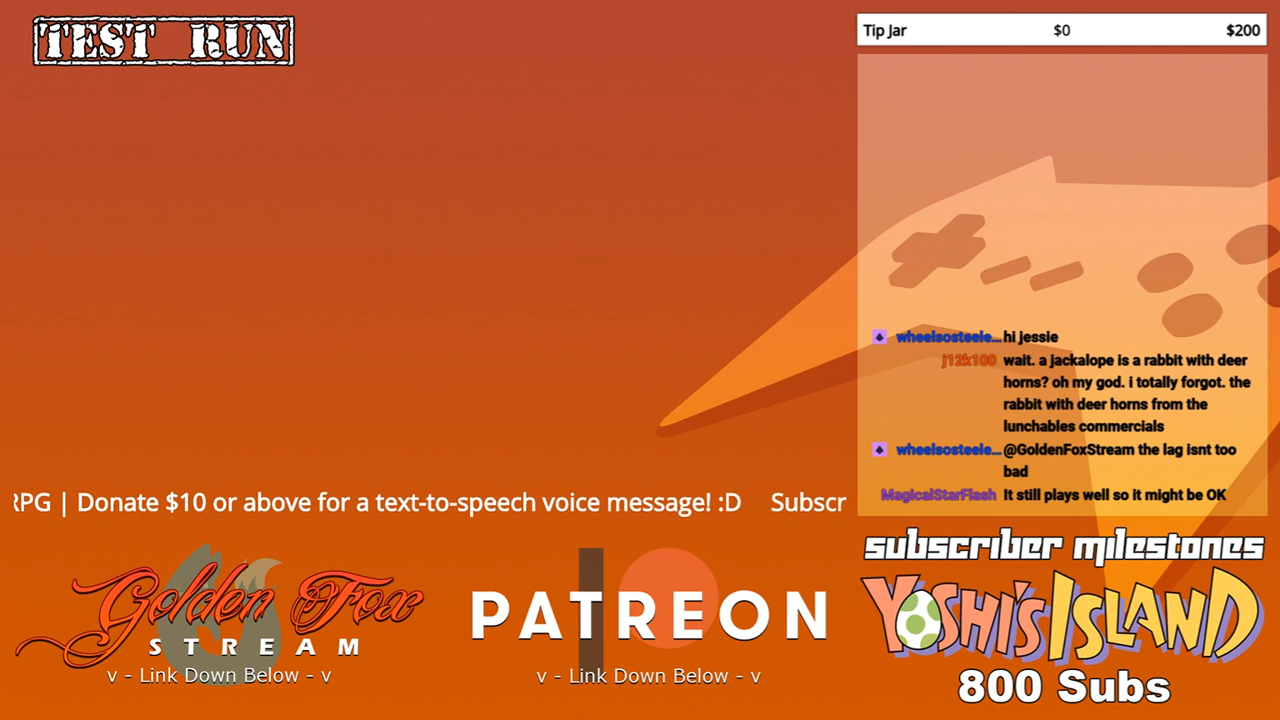 TEST RUN
Tip Jar $0 $200
wheelsosteele... hi jessie
j12k100 wait. a jackalope is a rabbit with deer
horns? oh my god. i totally forgot. the
rabbit with deer horns from the
lunchables commercials
wheelsosteele... @GoldenFoxStream the lag isnt too
bad
MagicalStarFlash It still plays well so it might be OK
RPG | Donate $10 or above for a text-to-speech voice message! :D Subscr
Golden Fox
STREAM
v - Link Down Below - v
PATREON
v - Link Down Below - v
subscriber milestones
YOSHI'S ISLAND
800 Subs